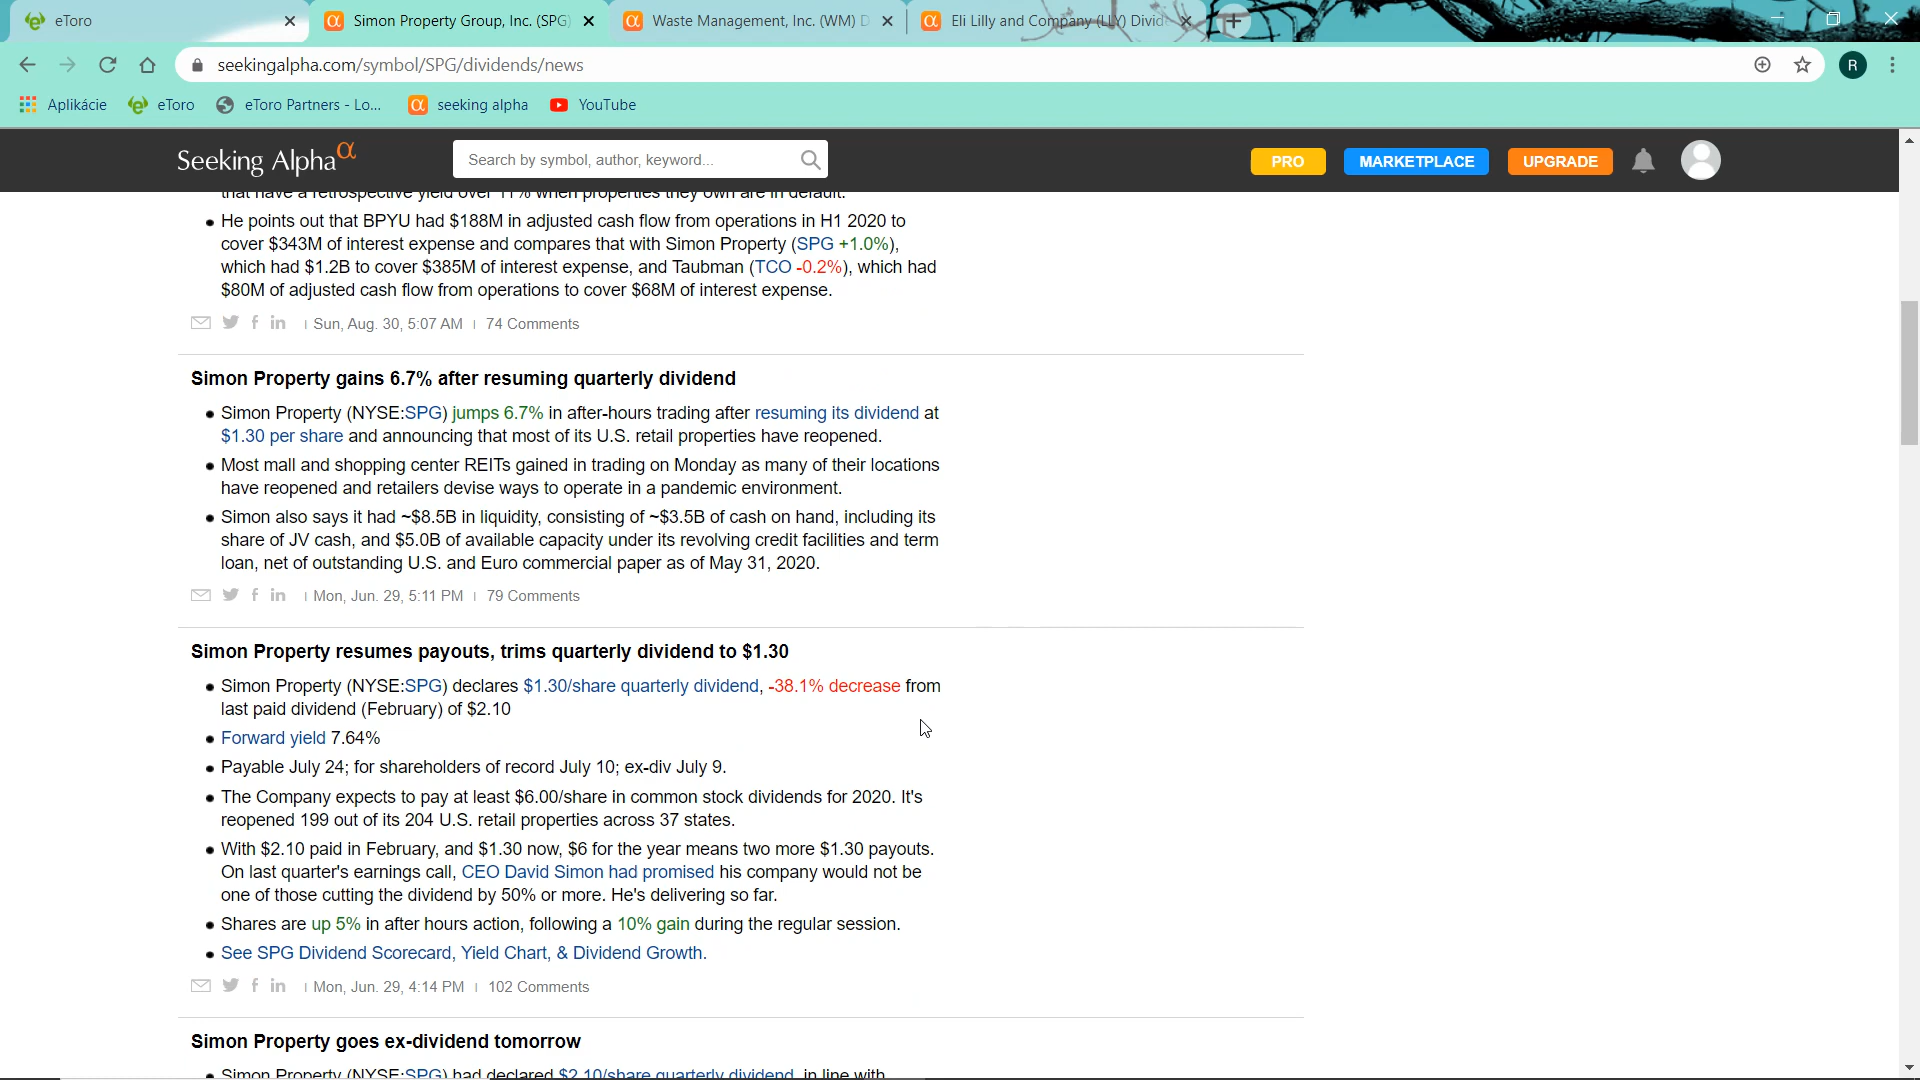 eToro
Simon Property Group, Inc. (SPG)
Waste Management, Inc. (WM) D
Eli Lilly and Company (LLY) Divid
seekingalpha.com/symbol/SPG/dividends/news
R
Aplikácie
eToro
eToro Partners - Lo...
seeking alpha
YouTube
Seeking Alpha α
Search by symbol, author, keyword...
PRO
MARKETPLACE
UPGRADE
that have a retrospective yield over 11% when properties they own are in default.
He points out that BPYU had $188M in adjusted cash flow from operations in H1 2020 to
cover $343M of interest expense and compares that with Simon Property (SPG +1.0%),
which had $1.2B to cover $385M of interest expense, and Taubman (TCO -0.2%), which had
$80M of adjusted cash flow from operations to cover $68M of interest expense.
Sun, Aug. 30, 5:07 AM | 74 Comments
Simon Property gains 6.7% after resuming quarterly dividend
Simon Property (NYSE:SPG) jumps 6.7% in after-hours trading after resuming its dividend at
$1.30 per share and announcing that most of its U.S. retail properties have reopened.
Most mall and shopping center REITs gained in trading on Monday as many of their locations
have reopened and retailers devise ways to operate in a pandemic environment.
Simon also says it had ~$8.5B in liquidity, consisting of ~$3.5B of cash on hand, including its
share of JV cash, and $5.0B of available capacity under its revolving credit facilities and term
loan, net of outstanding U.S. and Euro commercial paper as of May 31, 2020.
Mon, Jun. 29, 5:11 PM | 79 Comments
Simon Property resumes payouts, trims quarterly dividend to $1.30
Simon Property (NYSE:SPG) declares $1.30/share quarterly dividend, -38.1% decrease from
last paid dividend (February) of $2.10
Forward yield 7.64%
Payable July 24; for shareholders of record July 10; ex-div July 9.
The Company expects to pay at least $6.00/share in common stock dividends for 2020. It's
reopened 199 out of its 204 U.S. retail properties across 37 states.
With $2.10 paid in February, and $1.30 now, $6 for the year means two more $1.30 payouts.
On last quarter's earnings call, CEO David Simon had promised his company would not be
one of those cutting the dividend by 50% or more. He's delivering so far.
Shares are up 5% in after hours action, following a 10% gain during the regular session.
See SPG Dividend Scorecard, Yield Chart, & Dividend Growth.
Mon, Jun. 29, 4:14 PM | 102 Comments
Simon Property goes ex-dividend tomorrow
Simon Property (NYSE:SPG) had declared $2.10/share quarterly dividend, in line with